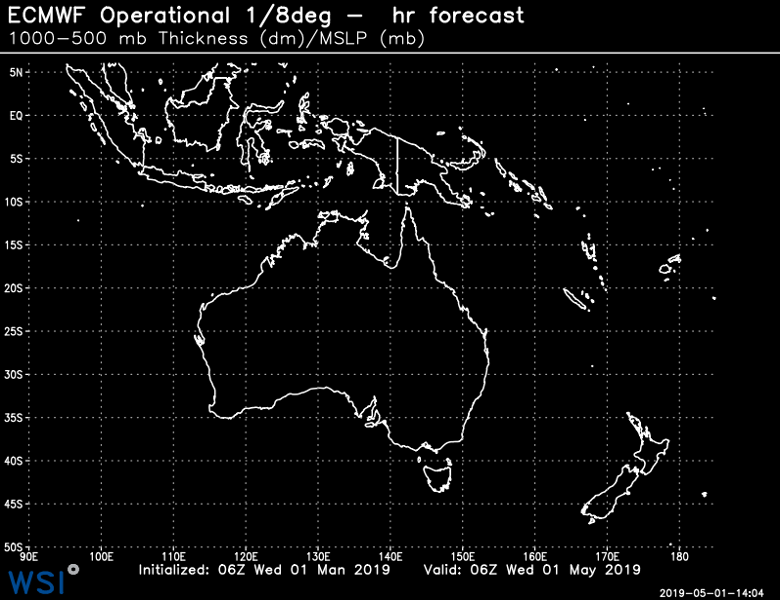 ECMWF Operational 1/8deg – hr forecast
1000–500 mb Thickness (dm)/MSLP (mb)
5N
EQ
5S
10S
15S
20S
25S
30S
35S
40S
45S
50S
90E 100E 110E 120E 130E 140E 150E 160E 170E 180
Initialized: 06Z Wed 01 Man 2019 Valid: 06Z Wed 01 May 2019
WSI
2019-05-01-14:04